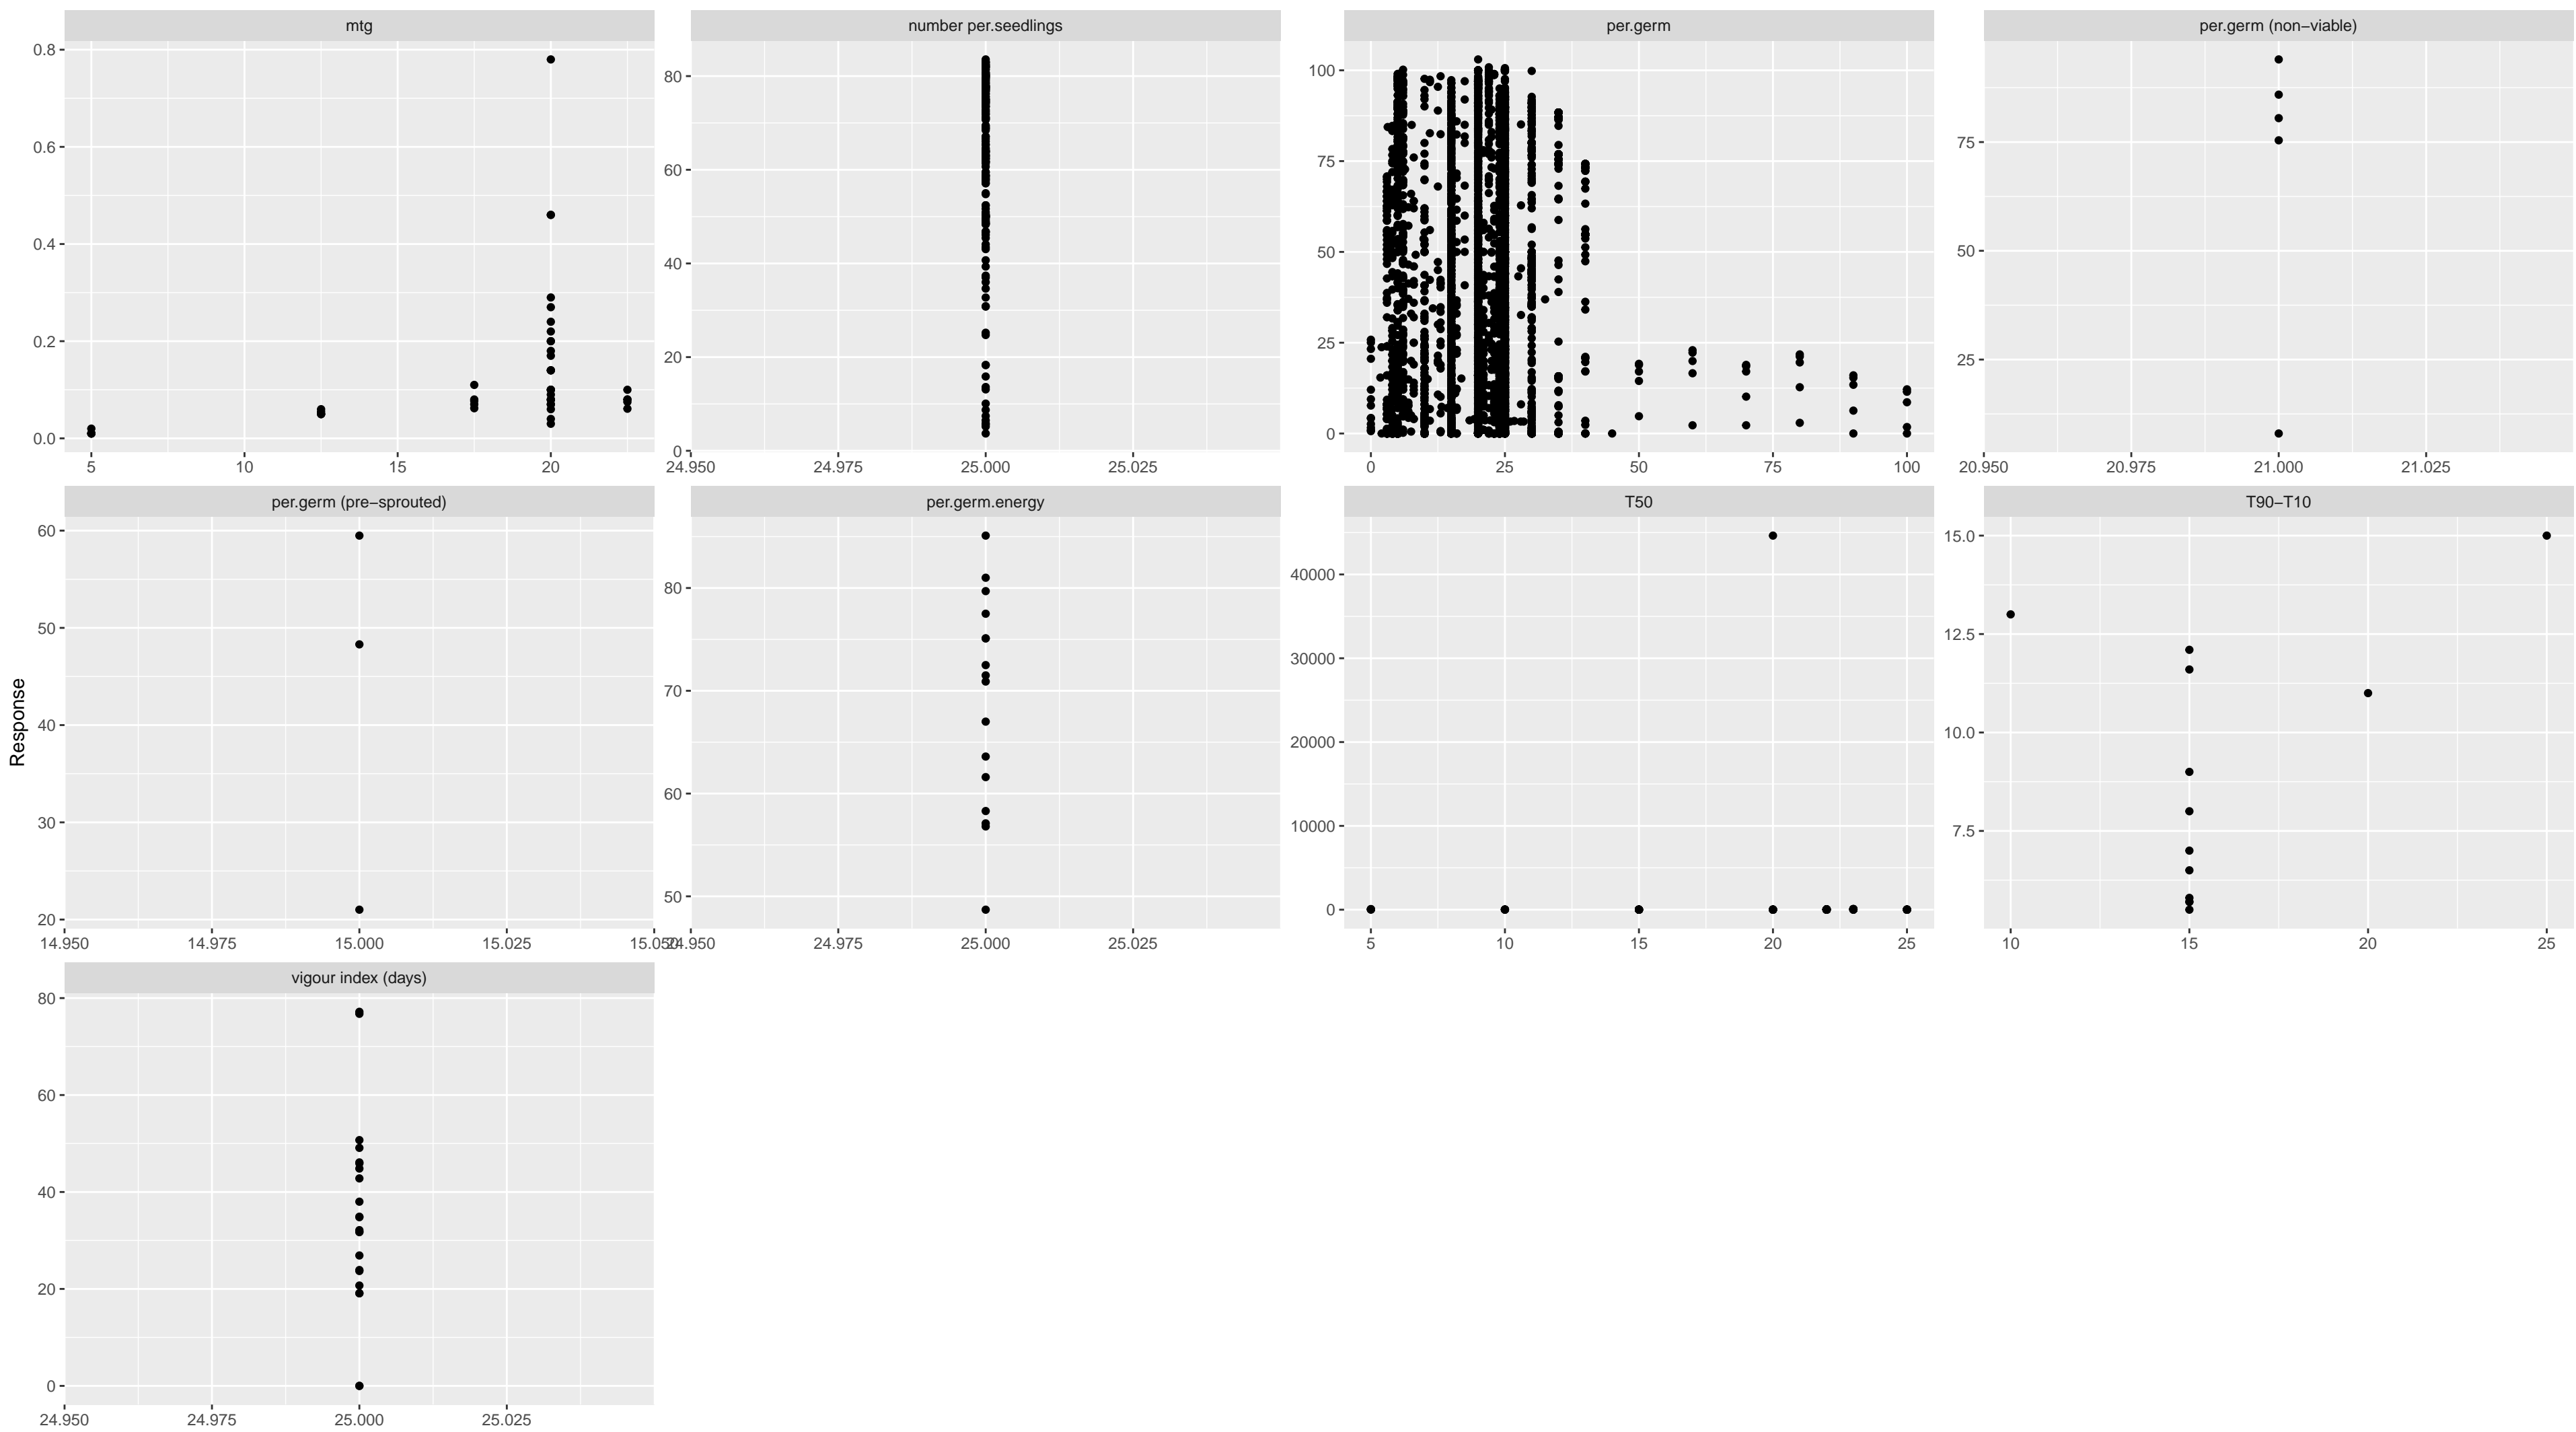 mtg
number per.seedlings
per.germ
per.germ (non−viable)
0.8
0.6
0.4
0.2
0.0
5 10 15 20
80
60
40
20
0
24.950 24.975 25.000 25.025
100
75
50
25
0
0 25 50 75 100
75
50
25
20.950 20.975 21.000 21.025
per.germ (pre−sprouted)
per.germ.energy
T50
T90−T10
Response
60
50
40
30
20
14.950 14.975 15.000 15.025 15.050
80
70
60
50
24.950 24.975 25.000 25.025
40000
30000
20000
10000
0
5 10 15 20 25
15.0
12.5
10.0
7.5
10 15 20 25
vigour index (days)
80
60
40
20
0
24.950 24.975 25.000 25.025